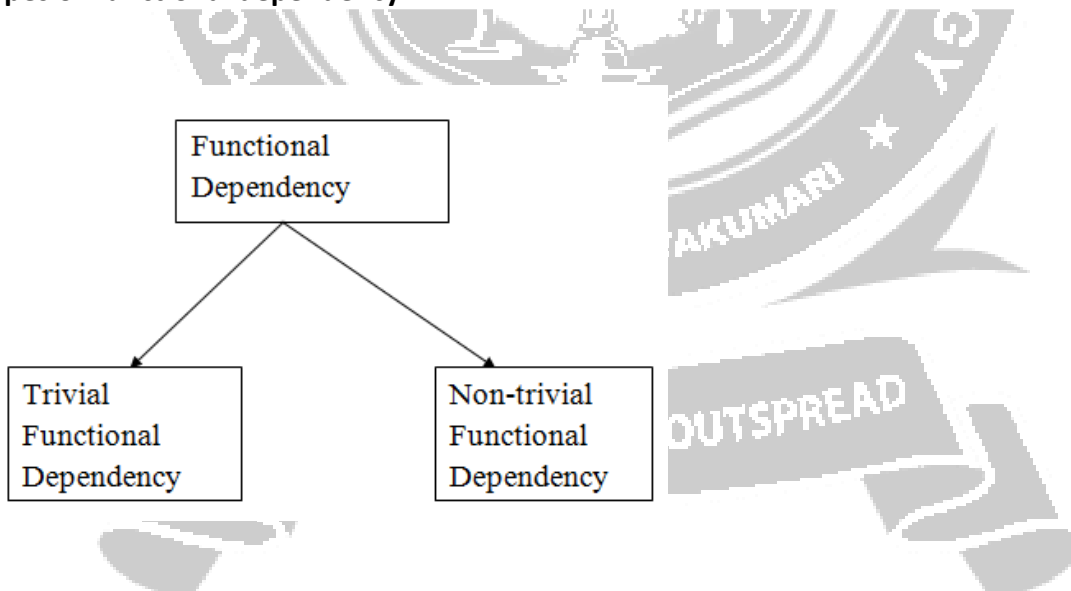 Functional
Dependency
Trivial
Functional
Dependency
Non-trivial
Functional
Dependency
OUTSPREAD